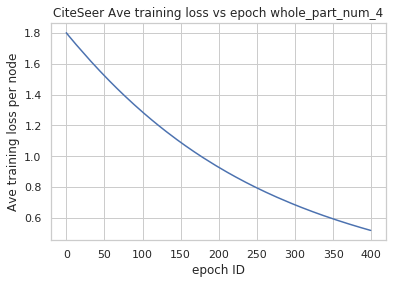 CiteSeer Ave training loss vs epoch whole_part_num_4
Ave training loss per node
1.8
1.6
1.4
1.2
1.0
0.8
0.6
0 50 100 150 200 250 300 350 400
epoch ID